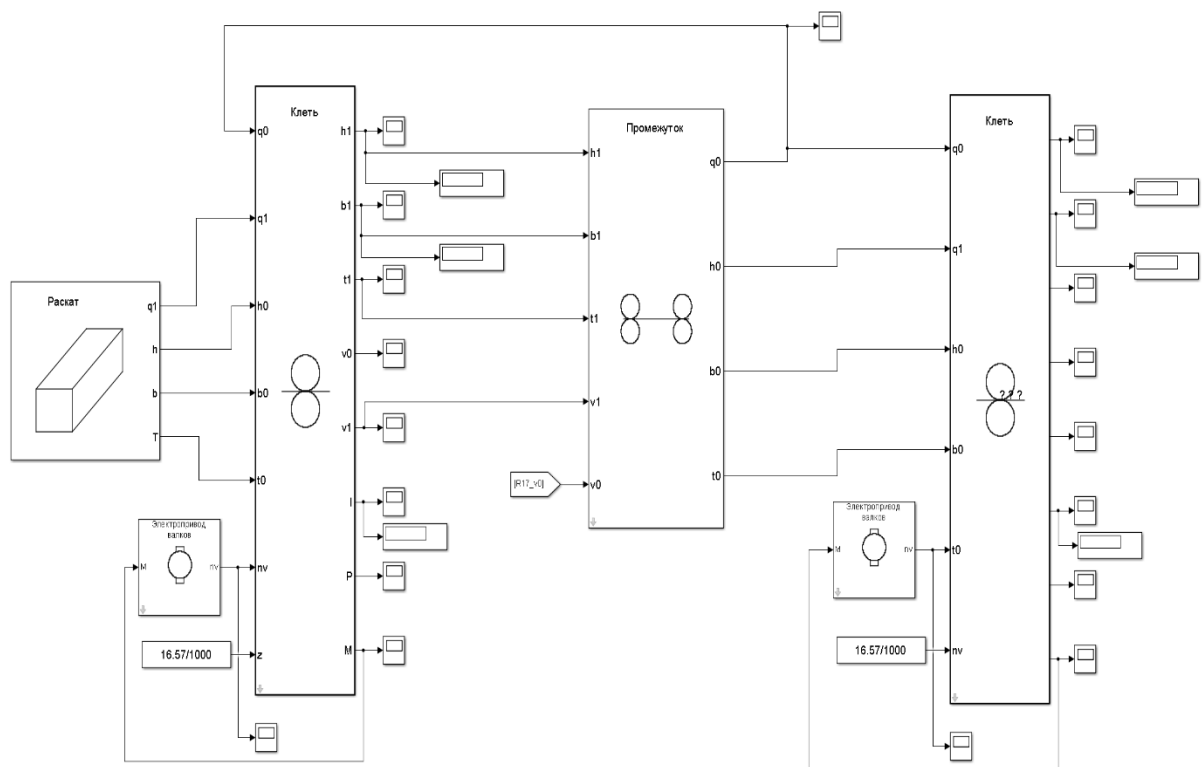 Раскат
q1
h
b
T
Клеть
q0
q1
h0
b0
t0
nv
z
h1
b1
t1
v0
v1
I
P
M
Электропривод
валков
M
nv
16.57/1000
Промежуток
h1
b1
t1
v1
v0
q0
h0
b0
t0
[R17_v0]
Клеть
q0
q1
h0
b0
t0
nv
? ? ?
Электропривод
валков
M
nv
16.57/1000